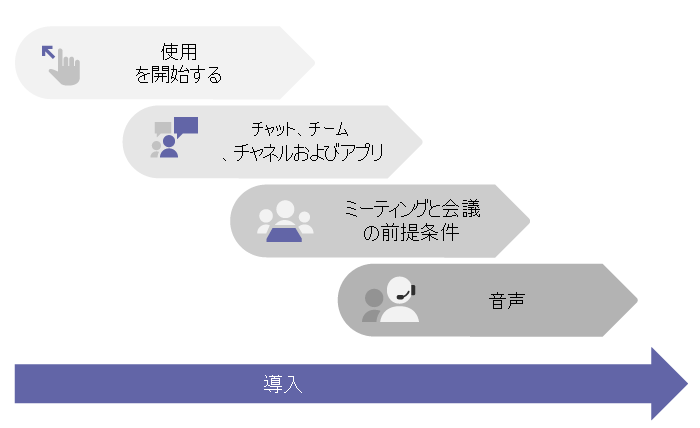 使用
を開始する
チャット、チーム
、チャネルおよびアプリ
ミーティングと会議
の前提条件
音声
導入